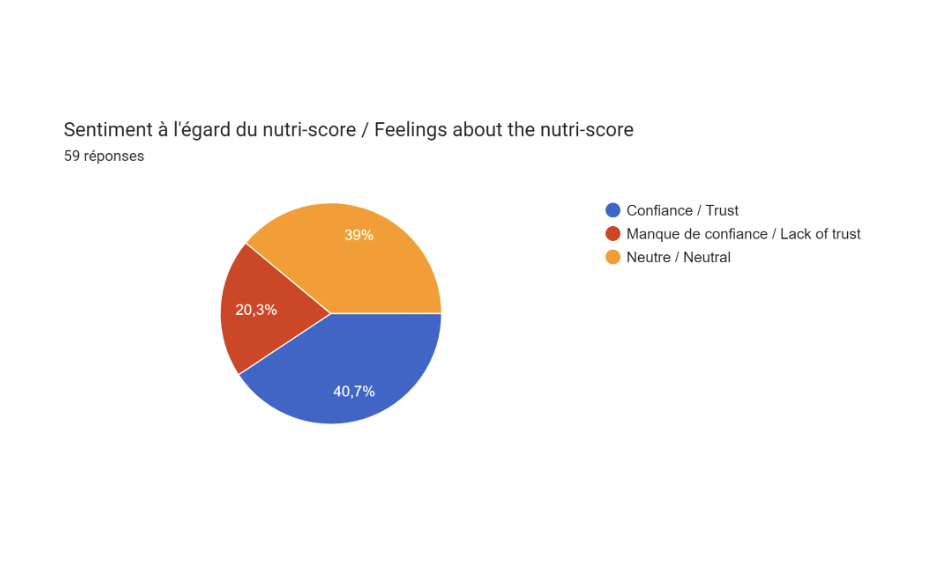 Sentiment à l'égard du nutri-score / Feelings about the nutri-score
59 réponses
Confiance / Trust
Manque de confiance / Lack of trust
Neutre / Neutral
39%
20,3%
40,7%